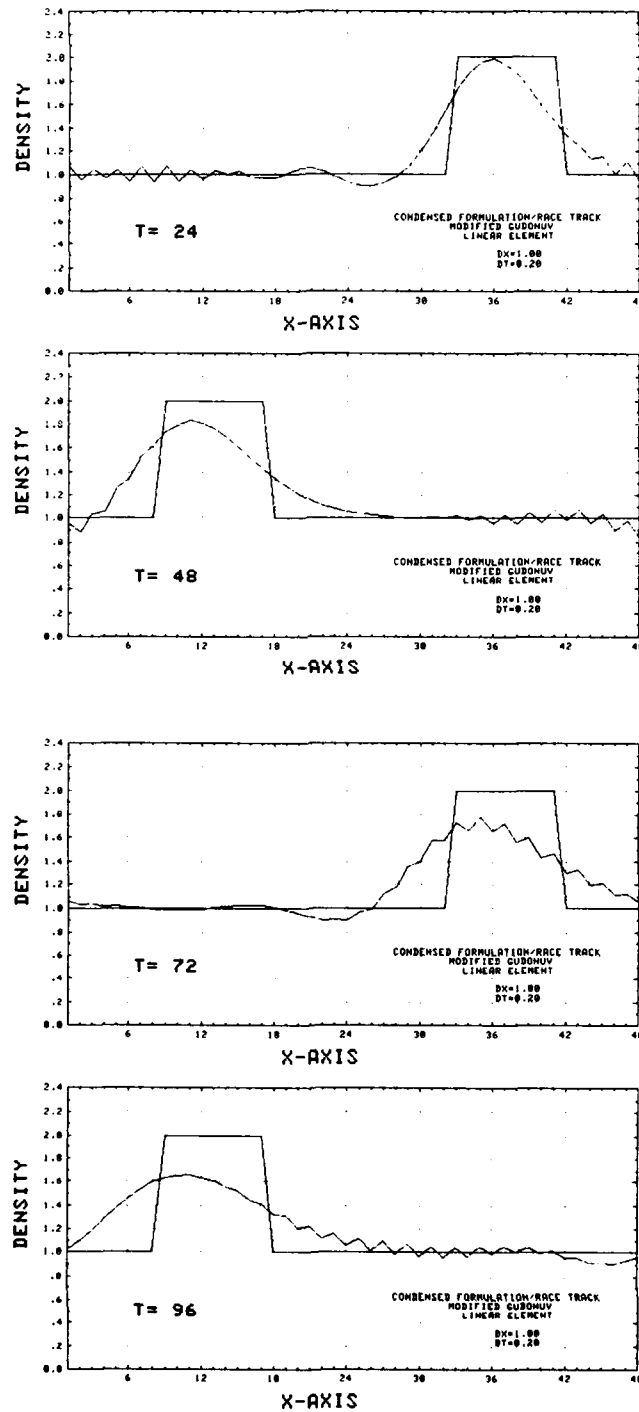 2.4
2.2
2.0
1.8
1.6
1.4
1.2
1.0
.8
.6
.4
.2
0.0
DENSITY
T= 24
CONDENSED FORMULATION/RACE TRACK
MODIFIED GUDONUV
LINEAR ELEMENT
DX=1.00
DT=0.20
6 12 18 24 30 36 42 48
X-AXIS
2.4
2.2
2.0
1.8
1.6
1.4
1.2
1.0
.8
.6
.4
.2
0.0
DENSITY
T= 48
CONDENSED FORMULATION/RACE TRACK
MODIFIED GUDONUV
LINEAR ELEMENT
DX=1.00
DT=0.20
6 12 18 24 30 36 42 48
X-AXIS
2.4
2.2
2.0
1.8
1.6
1.4
1.2
1.0
.8
.6
.4
.2
0.0
DENSITY
T= 72
CONDENSED FORMULATION/RACE TRACK
MODIFIED GUDONUV
LINEAR ELEMENT
DX=1.00
DT=0.20
6 12 18 24 30 36 42 48
X-AXIS
2.4
2.2
2.0
1.8
1.6
1.4
1.2
1.0
.8
.6
.4
.2
0.0
DENSITY
T= 96
CONDENSED FORMULATION/RACE TRACK
MODIFIED GUDONUV
LINEAR ELEMENT
DX=1.00
DT=0.20
6 12 18 24 30 36 42 48
X-AXIS